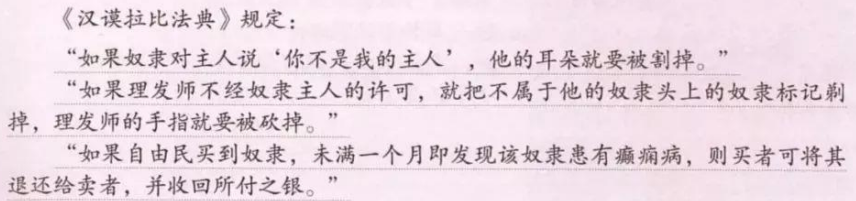 《汉谟拉比法典》规定：
“如果奴隶对主人说‘你不是我的主人’，他的耳朵就要被割掉。”
“如果理发师不经奴隶主人的许可，就把不属于他的奴隶头上的奴隶标记剃
掉，理发师的手指就要被砍掉。”
“如果自由民买到奴隶，未满一个月即发现该奴隶患有癫痫病，则买者可将其
退还给卖者，并收回所付之银。”